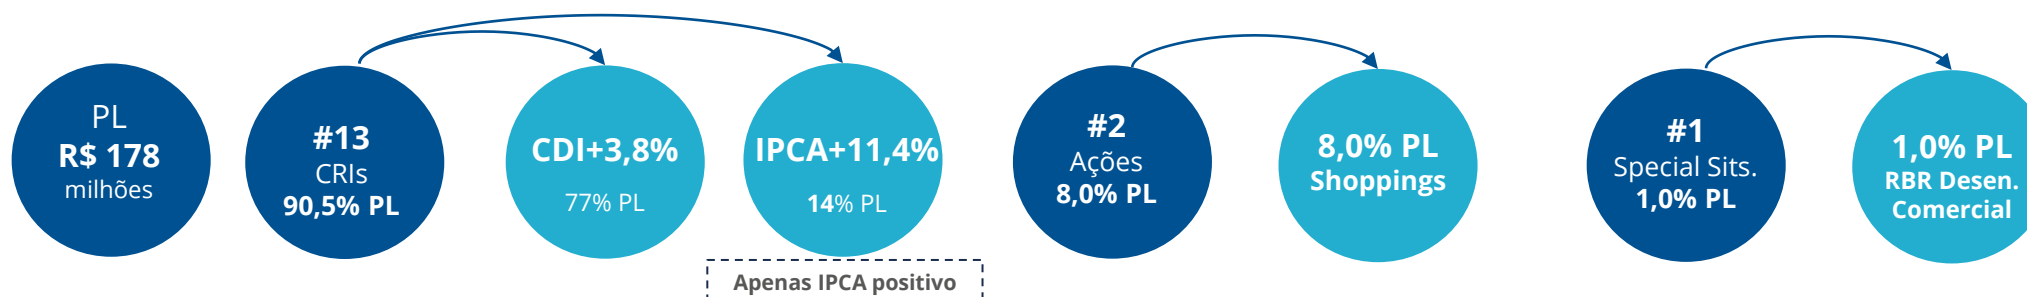 PL
R$ 178
milhões
#13
CRIs
90,5% PL
CDI+3,8%
77% PL
IPCA+11,4%
14% PL
Apenas IPCA positivo
#2
Ações
8,0% PL
8,0% PL
Shoppings
#1
Special Sits.
1,0% PL
1,0% PL
RBR Desen.
Comercial